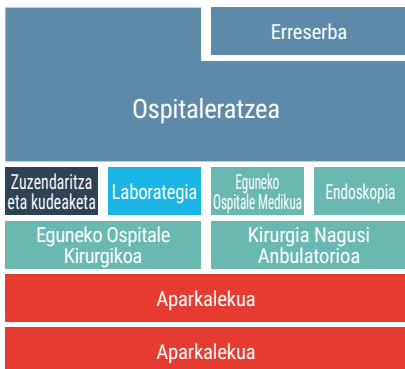 Erreserba
Ospitaleratzea
Zuzendaritza
eta kudeaketa
Laborategia
Eguneko
Ospitale Medikua
Endoskopia
Eguneko Ospitale
Kirurgikoa
Kirurgia Nagusi
Anbulatorioa
Aparkalekua
Aparkalekua